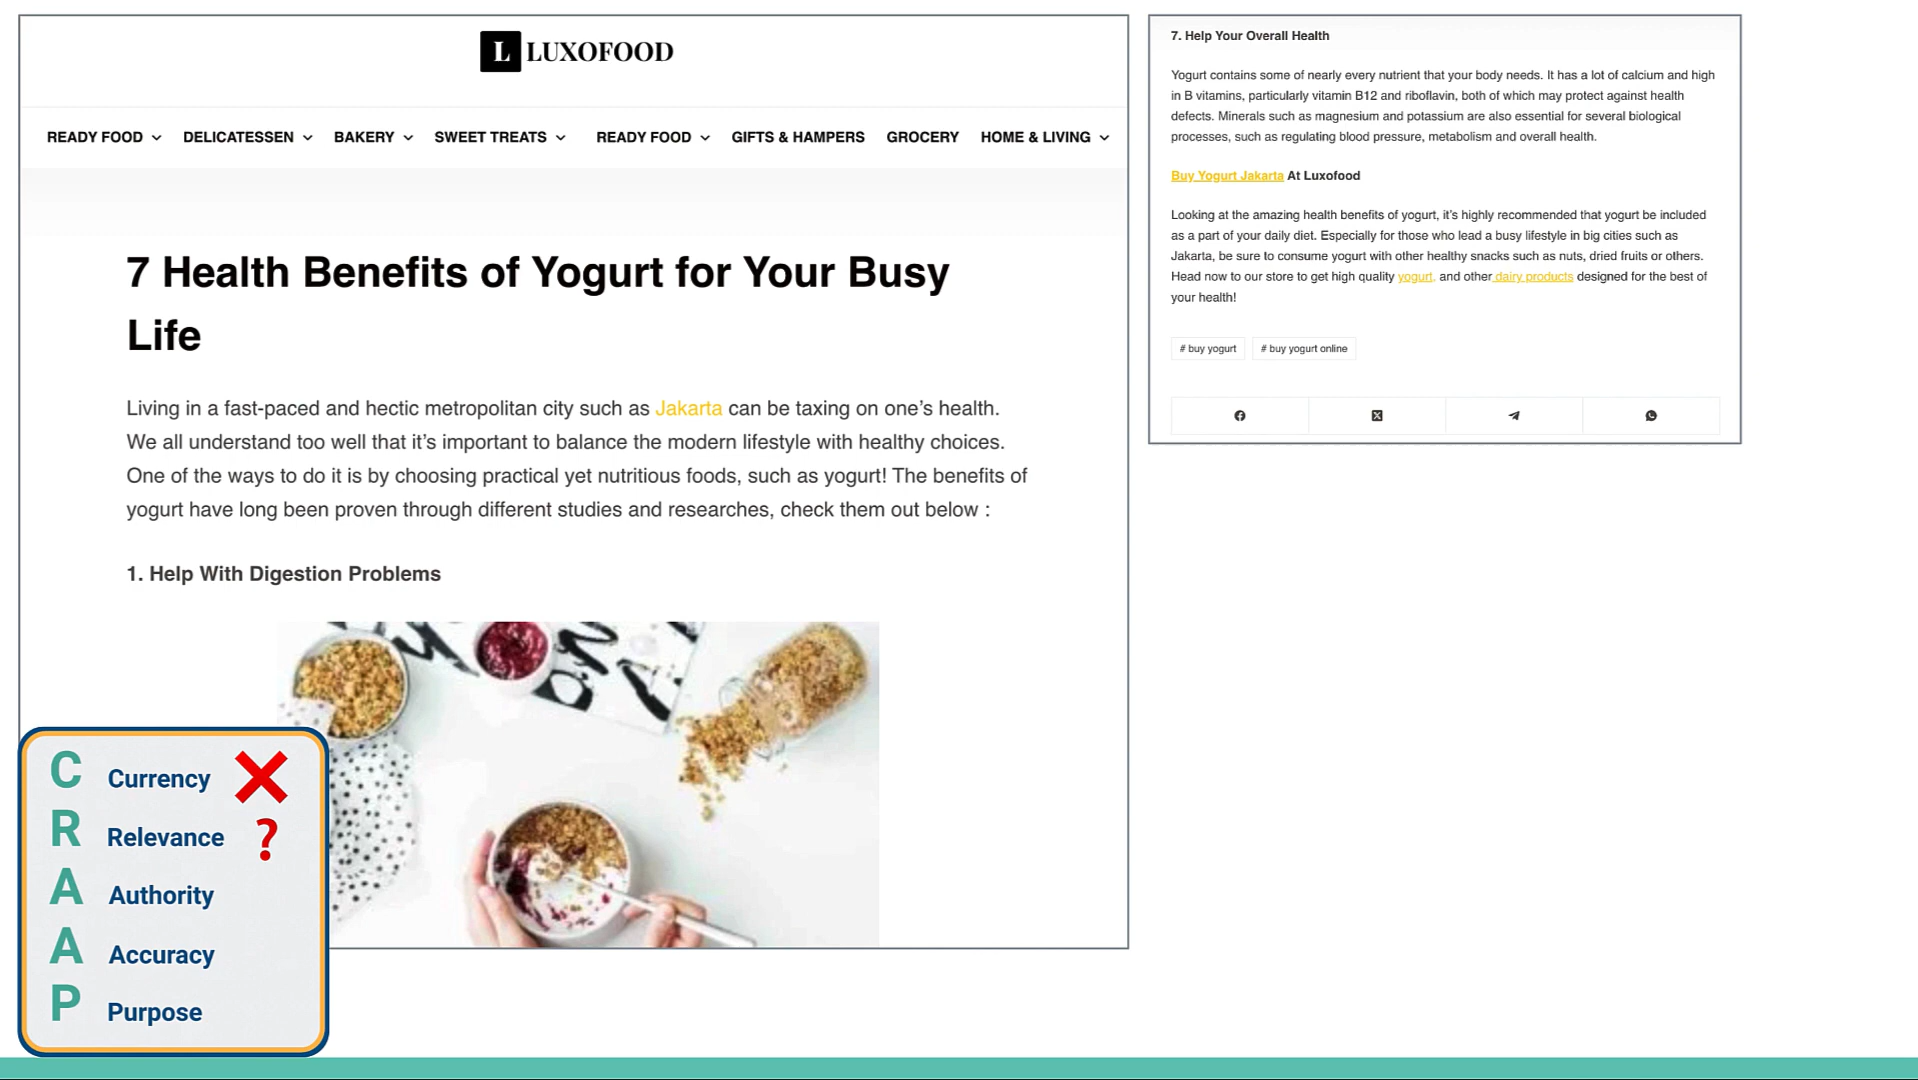 L LUXOFOOD
READY FOOD DELICATESSEN BAKERY SWEET TREATS READY FOOD GIFTS & HAMPERS GROCERY HOME & LIVING
7 Health Benefits of Yogurt for Your Busy
Life
Living in a fast-paced and hectic metropolitan city such as Jakarta can be taxing on one’s health.
We all understand too well that it’s important to balance the modern lifestyle with healthy choices.
One of the ways to do it is by choosing practical yet nutritious foods, such as yogurt! The benefits of
yogurt have long been proven through different studies and researches, check them out below :
1. Help With Digestion Problems
7. Help Your Overall Health
Yogurt contains some of nearly every nutrient that your body needs. It has a lot of calcium and high
in B vitamins, particularly vitamin B12 and riboflavin, both of which may protect against health
defects. Minerals such as magnesium and potassium are also essential for several biological
processes, such as regulating blood pressure, metabolism and overall health.
Buy Yogurt Jakarta At Luxofood
Looking at the amazing health benefits of yogurt, it’s highly recommended that yogurt be included
as a part of your daily diet. Especially for those who lead a busy lifestyle in big cities such as
Jakarta, be sure to consume yogurt with other healthy snacks such as nuts, dried fruits or others.
Head now to our store to get high quality yogurt, and other dairy products designed for the best of
your health!
# buy yogurt # buy yogurt online
C Currency
R Relevance ?
A Authority
A Accuracy
P Purpose